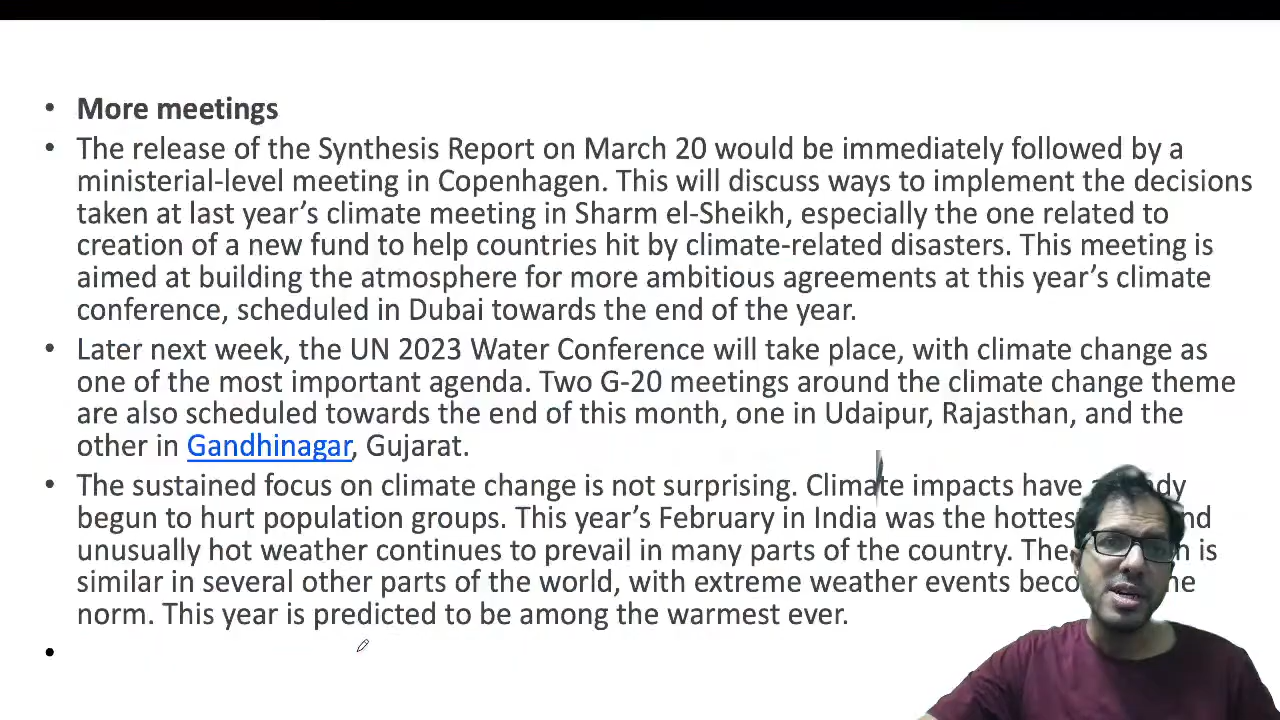 • More meetings
• The release of the Synthesis Report on March 20 would be immediately followed by a
ministerial-level meeting in Copenhagen. This will discuss ways to implement the decisions
taken at last year’s climate meeting in Sharm el-Sheikh, especially the one related to
creation of a new fund to help countries hit by climate-related disasters. This meeting is
aimed at building the atmosphere for more ambitious agreements at this year’s climate
conference, scheduled in Dubai towards the end of the year.
• Later next week, the UN 2023 Water Conference will take place, with climate change as
one of the most important agenda. Two G-20 meetings around the climate change theme
are also scheduled towards the end of this month, one in Udaipur, Rajasthan, and the
other in Gandhinagar, Gujarat.
• The sustained focus on climate change is not surprising. Climate impacts have
begun to hurt population groups. This year’s February in India was the
unusually hot weather continues to prevail in many parts of the country. is
similar in several other parts of the world, with extreme weather events
norm. This year is predicted to be among the warmest ever.
•